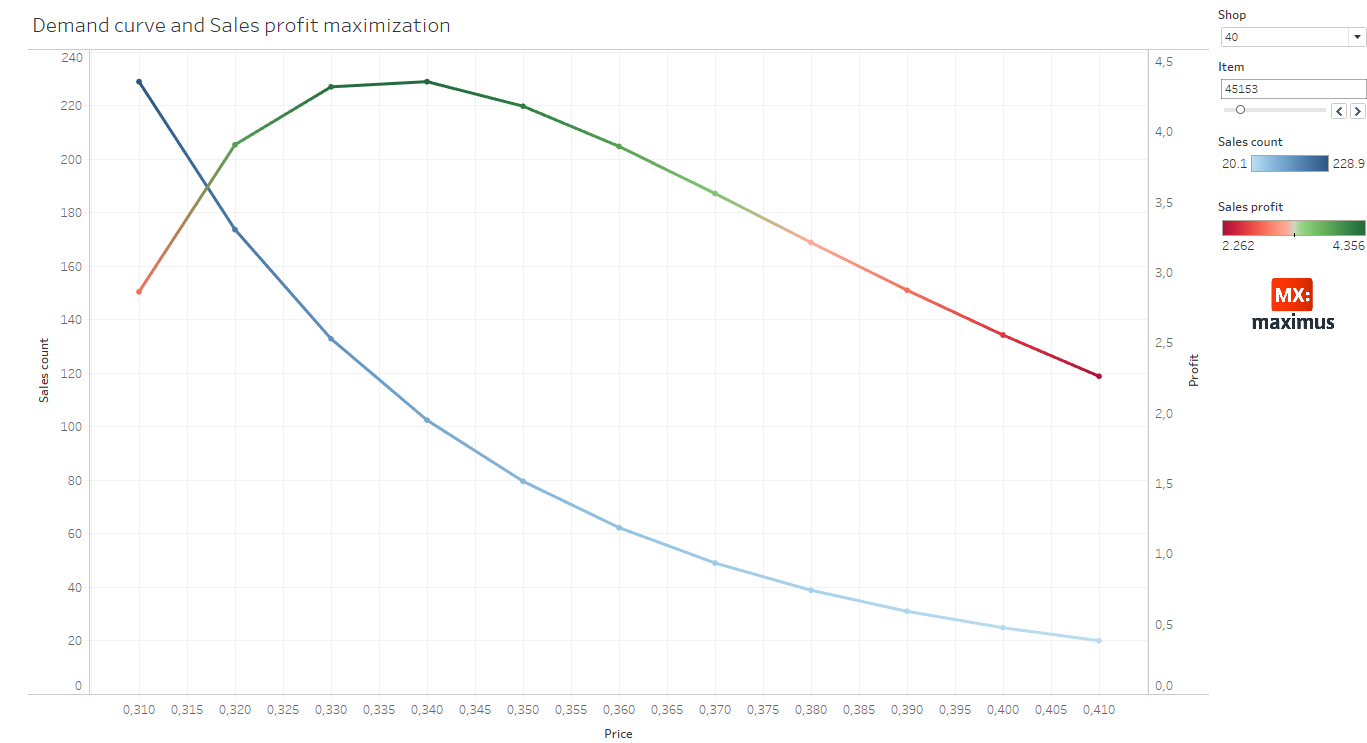 Demand curve and Sales profit maximization
Shop
40
Item
45153
Sales count
20.1 228.9
Sales profit
2.262 4.356
MX:
maximus
240
220
200
180
160
140
120
100
80
60
40
20
0
Sales count
4,5
4,0
3,5
3,0
2,5
2,0
1,5
1,0
0,5
0,0
Profit
0,310 0,315 0,320 0,325 0,330 0,335 0,340 0,345 0,350 0,355 0,360 0,365 0,370 0,375 0,380 0,385 0,390 0,395 0,400 0,405 0,410
Price